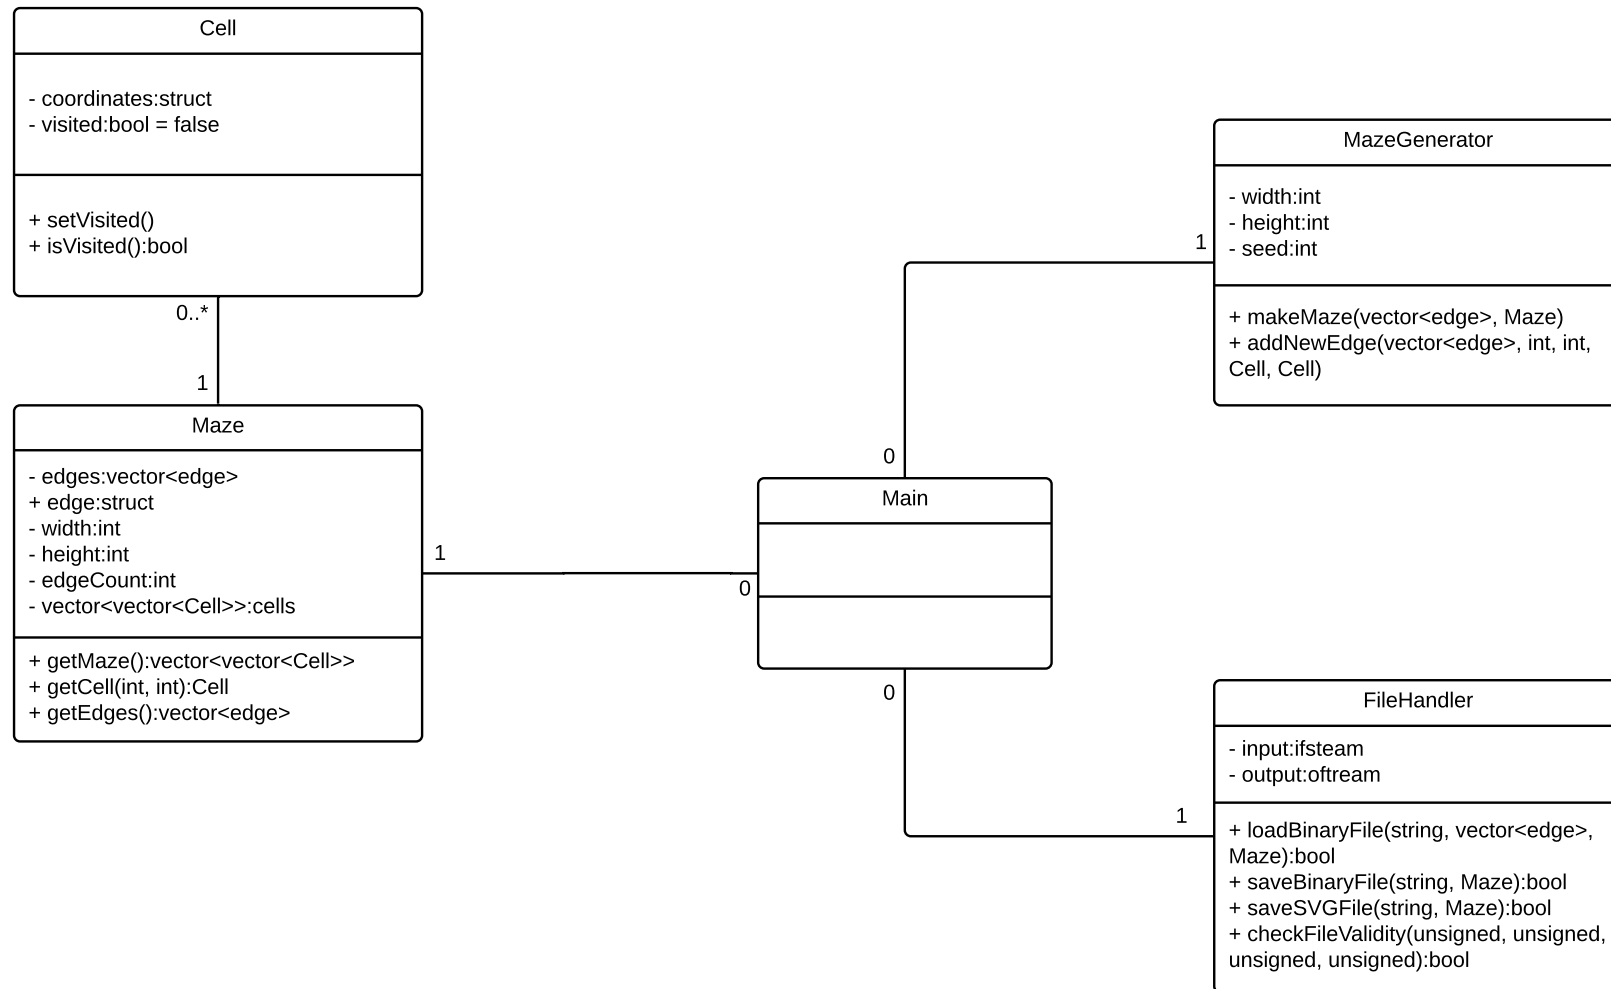 Cell
- coordinates:struct
- visited:bool = false
+ setVisited()
+ isVisited():bool
0..*
1
Maze
- edges:vector<edge>
+ edge:struct
- width:int
- height:int
- edgeCount:int
- vector<vector<Cell>>:cells
+ getMaze():vector<vector<Cell>>
+ getCell(int, int):Cell
+ getEdges():vector<edge>
1
0
Main
0
1
0
1
MazeGenerator
- width:int
- height:int
- seed:int
+ makeMaze(vector<edge>, Maze)
+ addNewEdge(vector<edge>, int, int,
Cell, Cell)
FileHandler
- input:ifsteam
- output:oftream
+ loadBinaryFile(string, vector<edge>,
Maze):bool
+ saveBinaryFile(string, Maze):bool
+ saveSVGFile(string, Maze):bool
+ checkFileValidity(unsigned, unsigned,
unsigned, unsigned):bool